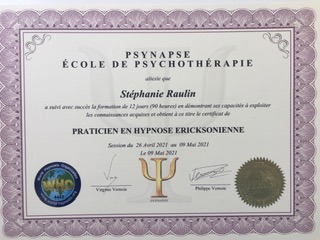 PSYNAPSE
ÉCOLE DE PSYCHOTHÉRAPIE
atteste que
Stéphanie Raulin
a suivi avec succès la formation de 12 jours (90 heures) en démontrant ses capacités à exploiter
les connaissances acquises et obtient à ce titre le certificat de
PRATICIEN EN HYPNOSE ERICKSONIENNE
Session du 26 Avril 2021 au 09 Mai 2021
Le 09 Mai 2021
WHO
Virginie Vernois
Philippe Vernois